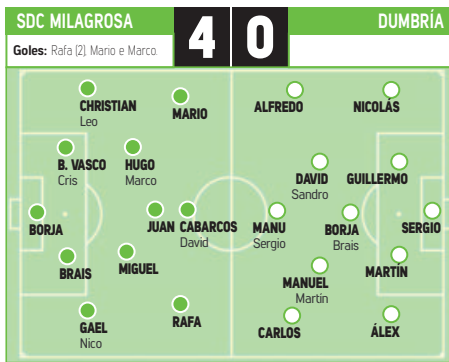 SDC MILAGROSA 4 0 DUMBRÍA
Goles: Rafa (2), Mario e Marco.
CHRISTIAN
Leo
MARIO
ALFREDO
NICOLÁS
B. VASCO
Cris
HUGO
Marco
DAVID
Sandro
GUILLERMO
BORJA
JUAN CABARCOS
David
MANU
Sergio
BORJA
Brais
SERGIO
BRAIS
MIGUEL
MANUEL
Martín
MARTÍN
GAEL
Nico
RAFA
CARLOS
ÁLEX